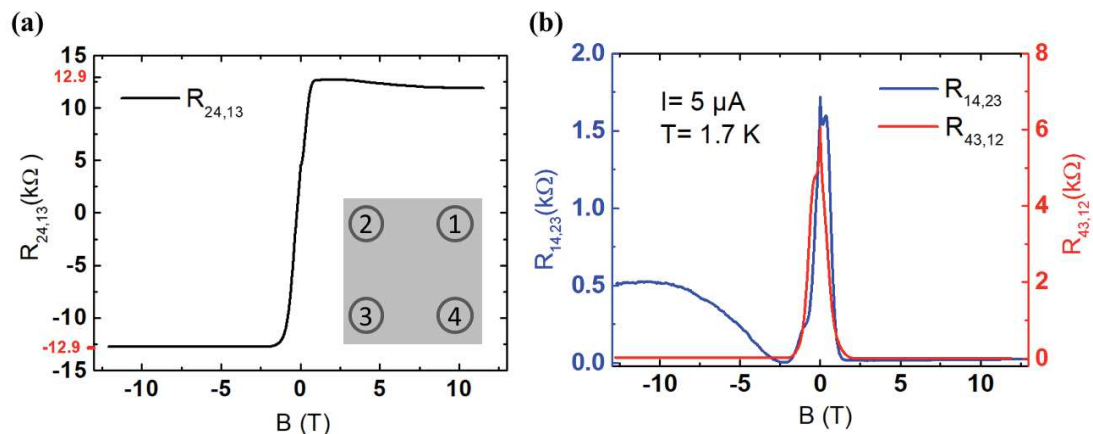 (a)
15
12.9
10
5
0
-5
-10
-12.9
-15
R24,13(kΩ)
R24,13
2 1
3 4
-10 -5 0 5 10
B (T)
(b)
2.0
1.5
1.0
0.5
0.0
R14,23(kΩ)
I= 5 µA
T= 1.7 K
R14,23
R43,12
8
6
4
2
0
R43,12(kΩ)
-10 -5 0 5 10
B (T)